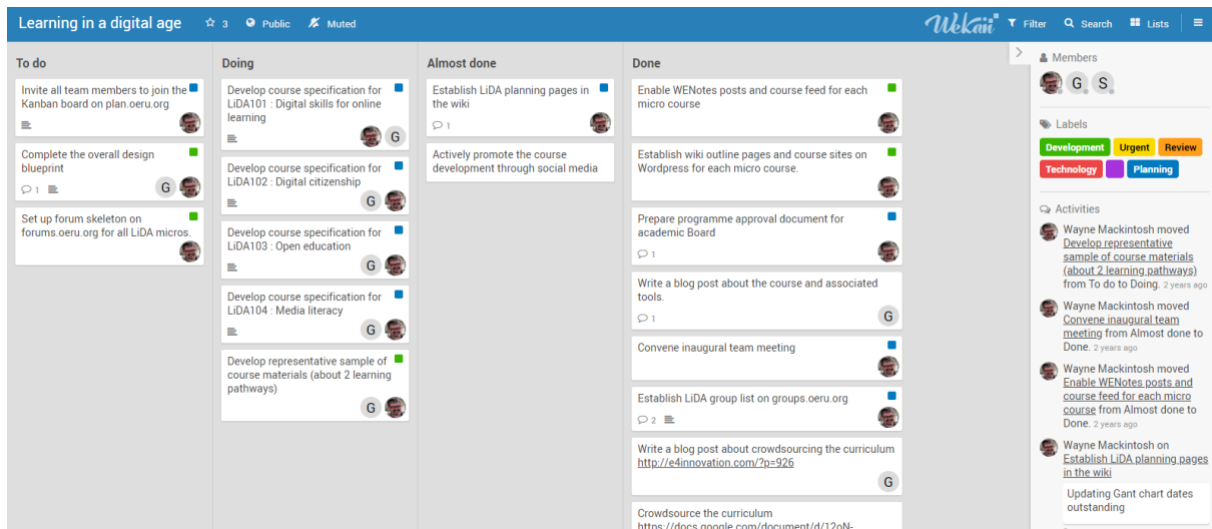 Learning in a digital age
3
Public
Muted
Wekan
Filter
Search
Lists
To do
Invite all team members to join the
Kanban board on plan.oeru.org
Complete the overall design
blueprint
1
G
Set up forum skeleton on
forums.oeru.org for all LiDA micros.
Doing
Develop course specification for
LiDA101 : Digital skills for online
learning
G
Develop course specification for
LiDA102 : Digital citizenship
G
Develop course specification for
LiDA103 : Open education
G
Develop course specification for
LiDA104 : Media literacy
G
Develop representative sample of
course materials (about 2 learning
pathways)
G
Almost done
Establish LiDA planning pages in
the wiki
1
Actively promote the course
development through social media
Done
Enable WENotes posts and course feed for each
micro course
Establish wiki outline pages and course sites on
Wordpress for each micro course.
Prepare programme approval document for
academic Board
1
Write a blog post about the course and associated
tools.
1
G
Convene inaugural team meeting
Establish LiDA group list on groups.oeru.org
2
Write a blog post about crowdsourcing the curriculum
http://e4innovation.com/?p=926
G
Crowdsource the curriculum
https://docs.google.com/document/d/12oN-
Members
G
S
Labels
Development
Urgent
Review
Technology
Planning
Activities
Wayne Mackintosh moved
Develop representative
sample of course materials
(about 2 learning pathways)
from To do to Doing. 2 years ago
Wayne Mackintosh moved
Convene inaugural team
meeting from Almost done to
Done. 2 years ago
Wayne Mackintosh moved
Enable WENotes posts and
course feed for each micro
course from Almost done to
Done. 2 years ago
Wayne Mackintosh on
Establish LiDA planning pages
in the wiki
Updating Gant chart dates
outstanding